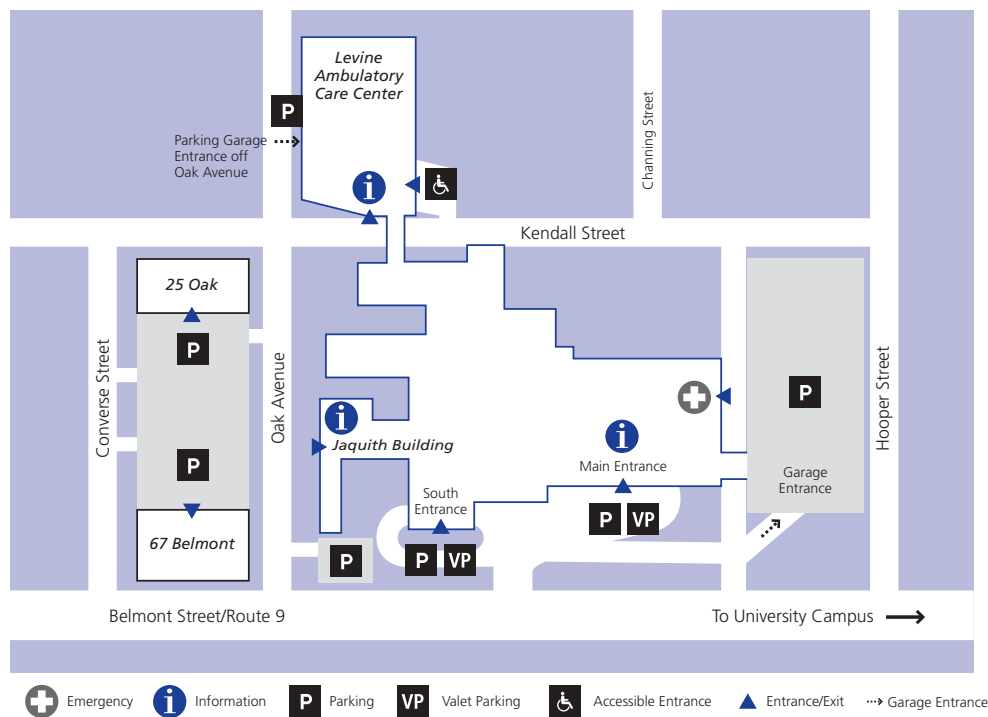 Levine
Ambulatory
Care Center
P
Parking Garage
Entrance off
Oak Avenue
i
Channing Street
Kendall Street
25 Oak
P
Converse Street
Oak Avenue
P
67 Belmont
i
Jaquith Building
South
Entrance
P
P
VP
i
Main Entrance
P
VP
P
Garage
Entrance
Hooper Street
Belmont Street/Route 9
To University Campus
Emergency
i
Information
P
Parking
VP
Valet Parking
Accessible Entrance
Entrance/Exit
Garage Entrance